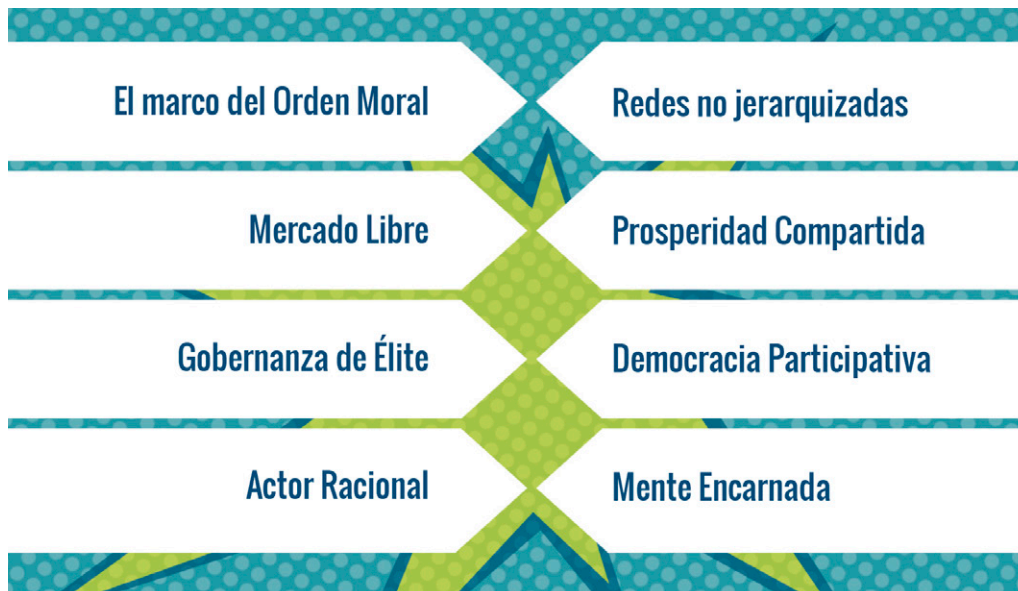 El marco del Orden Moral
Redes no jerarquizadas
Mercado Libre
Prosperidad Compartida
Gobernanza de Élite
Democracia Participativa
Actor Racional
Mente Encarnada